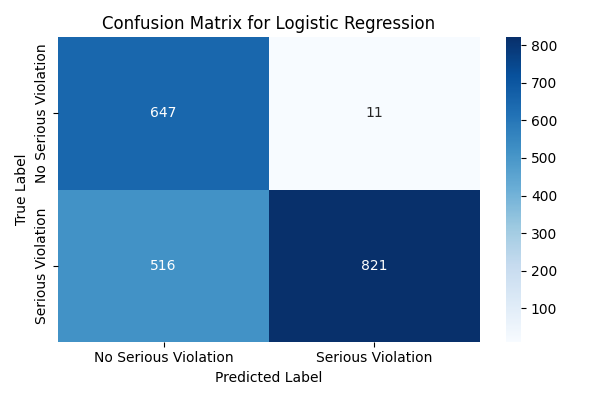 Confusion Matrix for Logistic Regression
True Label
No Serious Violation
Serious Violation
647
11
516
821
No Serious Violation
Serious Violation
Predicted Label
800
700
600
500
400
300
200
100